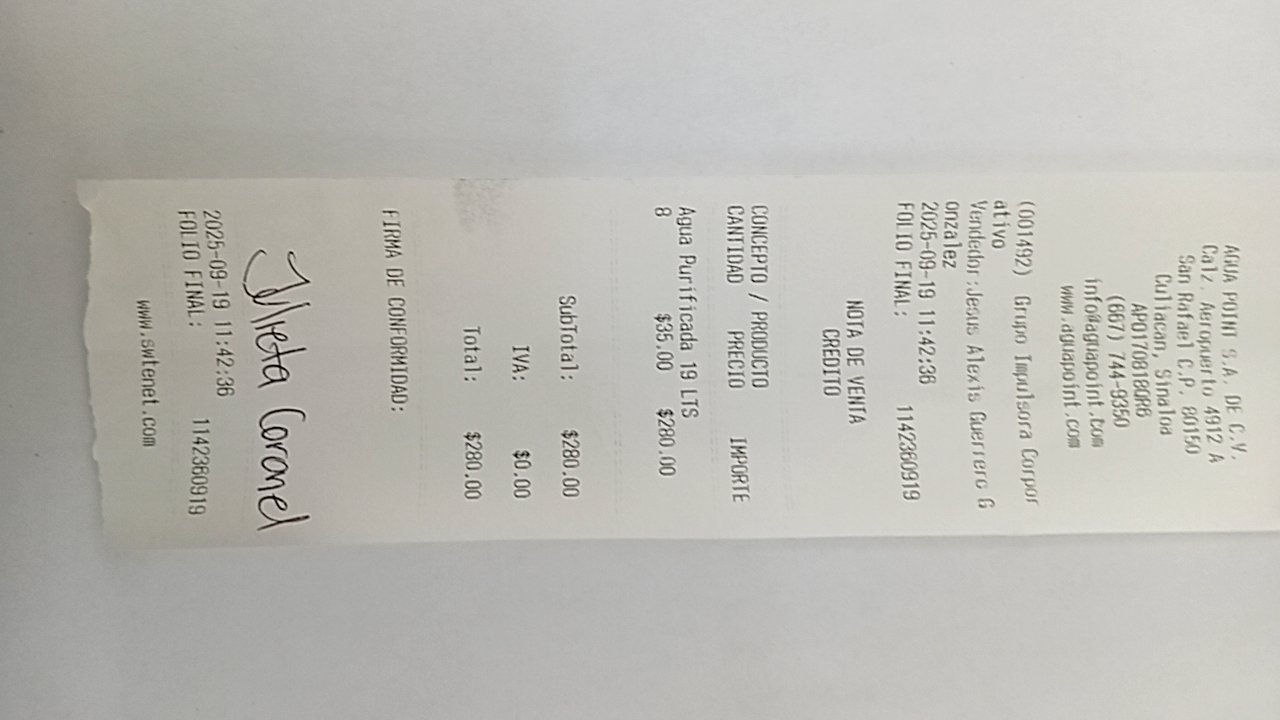 AGUA POINT S.A. DE C.V.
Calz. Aeropuerto 4912 A
San Rafael C.P. 80150
Culiacan, Sinaloa
APO170818QR6
(667) 744-9350
info@aguapoint.com
www.aguapoint.com
(001492) Grupo Impulsora Corpor
ativo
Vendedor:Jesus Alexis Guerrero G
onzalez
2025-09-19 11:42:36
FOLIO FINAL: 1142360919
NOTA DE VENTA
CREDITO
CONCEPTO / PRODUCTO
CANTIDAD PRECIO IMPORTE
Agua Purificada 19 LTS
8 $35.00 $280.00
SubTotal: $280.00
IVA: $0.00
Total: $280.00
FIRMA DE CONFORMIDAD:
Julieta Coronel
2025-09-19 11:42:36
FOLIO FINAL: 1142360919
www.swtenet.com